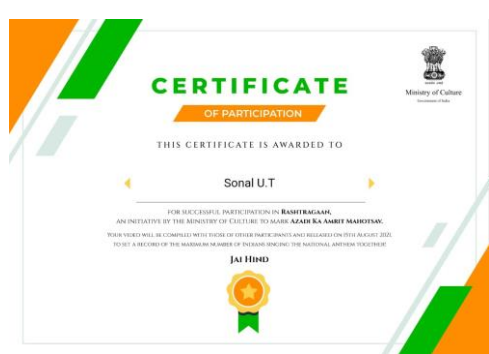 CERTIFICATE
OF PARTICIPATION
Ministry of Culture
Government of India
THIS CERTIFICATE IS AWARDED TO
Sonal U.T
FOR SUCCESSFUL PARTICIPATION IN RASHTRAGAAN,
AN INITIATIVE BY THE MINISTRY OF CULTURE TO MARK AZADI KA AMRIT MAHOTSAV.
YOUR VIDEO WILL BE COMPILED WITH THOSE OF OTHER PARTICIPANTS AND RELEASED ON 15TH AUGUST 2021,
TO SET A RECORD OF THE MAXIMUM NUMBER OF INDIANS SINGING THE NATIONAL ANTHEM TOGETHER!
JAI HIND